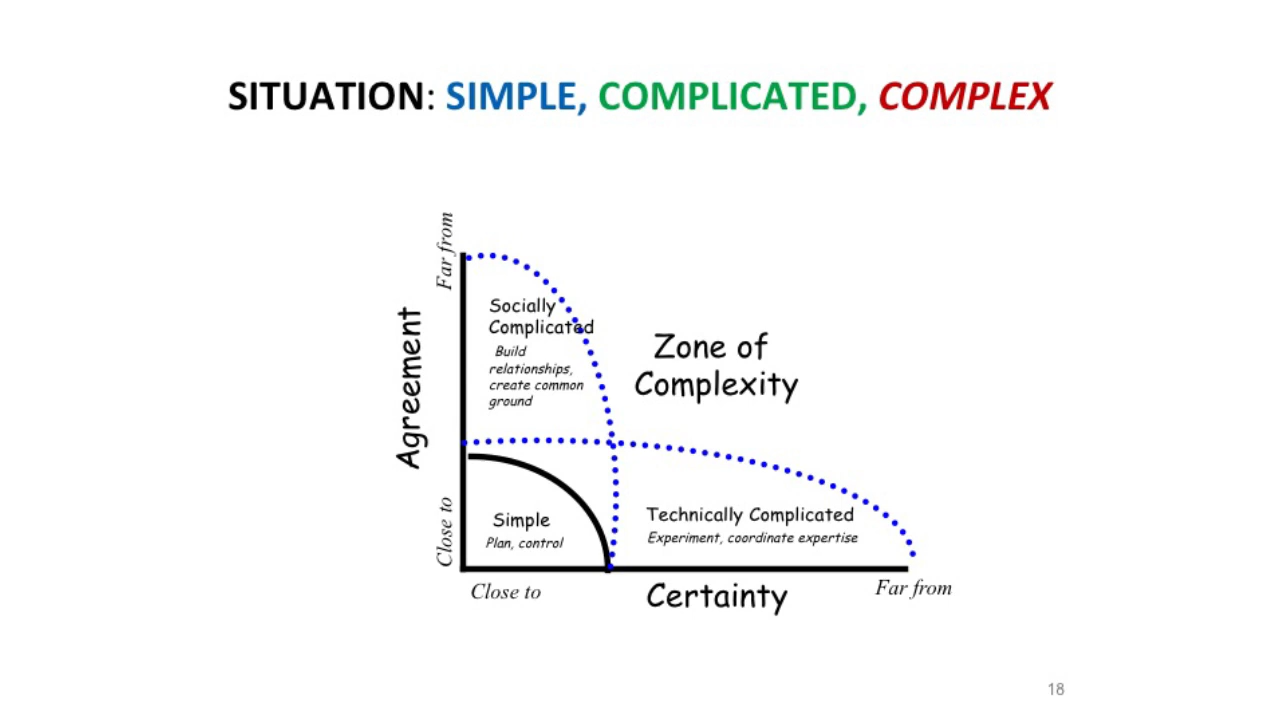 SITUATION: SIMPLE, COMPLICATED, COMPLEX
Far from
Agreement
Close to
Socially
Complicated
Build
relationships,
create common
ground
Zone of
Complexity
Simple
Plan, control
Technically Complicated
Experiment, coordinate expertise
Close to
Certainty
Far from
18